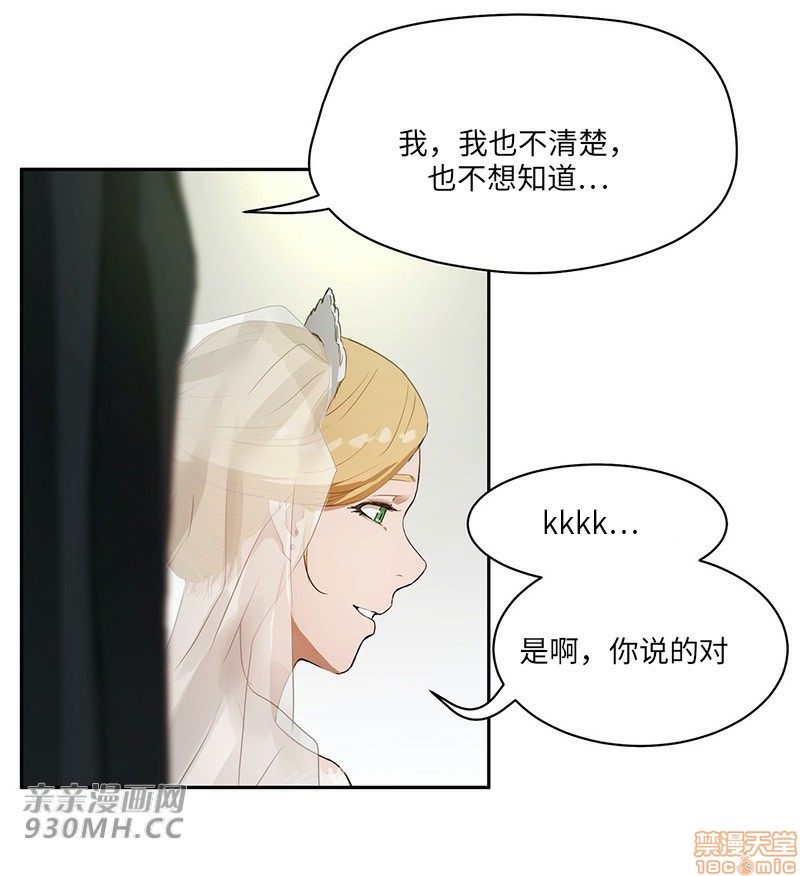 我，我也不清楚，
也不想知道...
kkkk...
是啊，你说的对
亲亲漫画网
930MH.CC
禁漫天堂
18comic